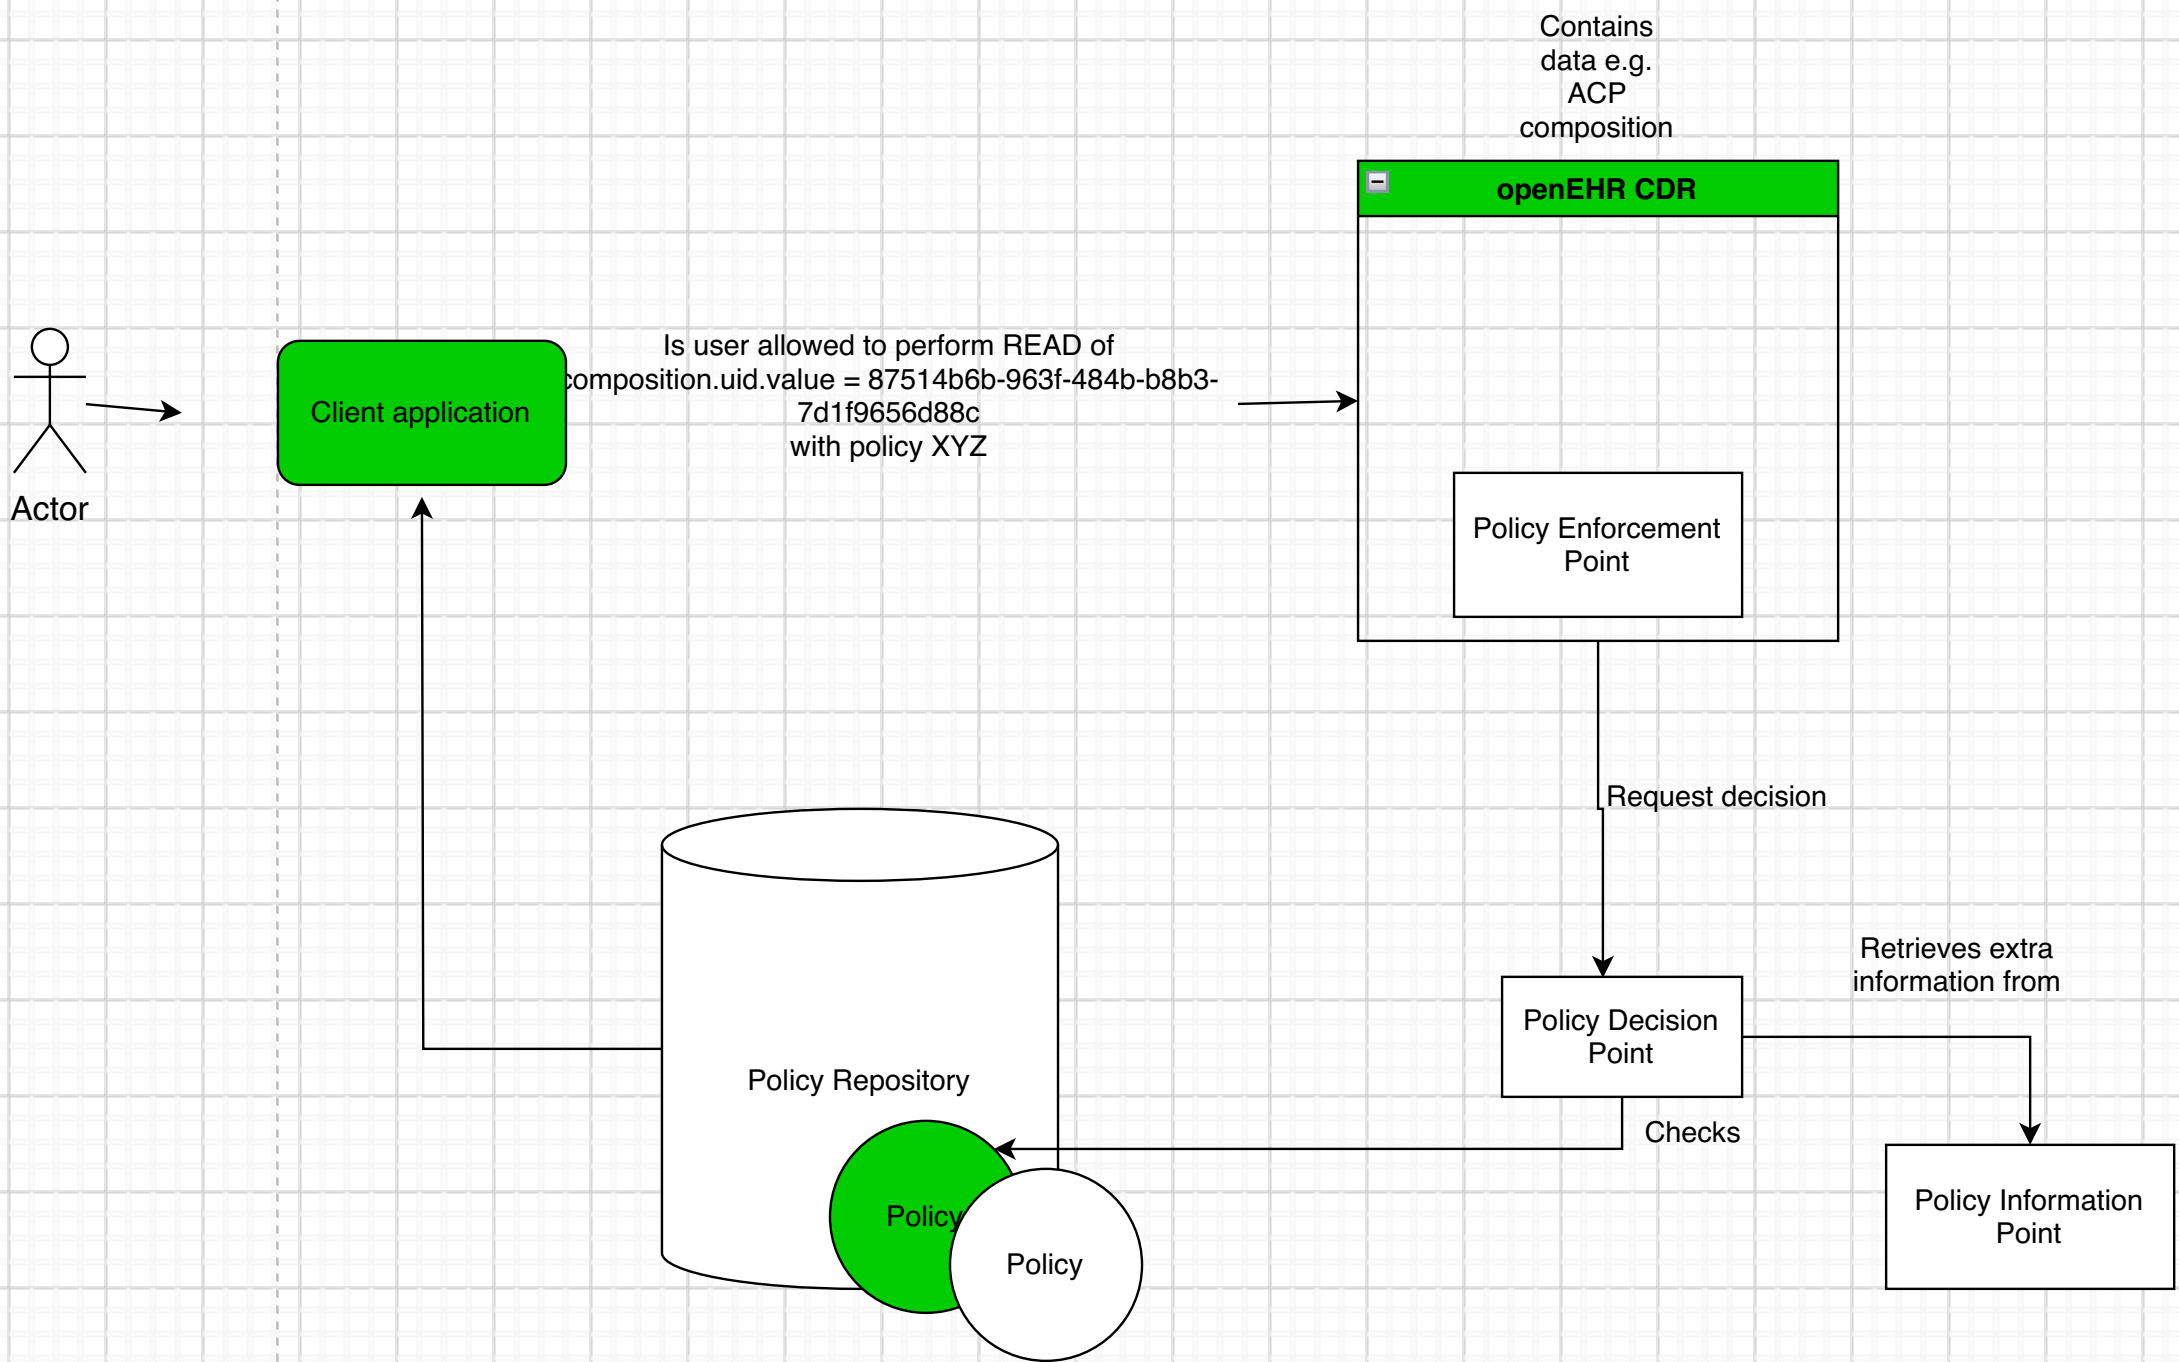 Contains
data e.g.
ACP
composition
openEHR CDR
Actor
Client application
Is user allowed to perform READ of
composition.uid.value = 87514b6b-963f-484b-b8b3-
7d1f9656d88c
with policy XYZ
Policy Enforcement
Point
Request decision
Retrieves extra
information from
Policy Decision
Point
Checks
Policy Repository
Policy
Policy
Policy Information
Point